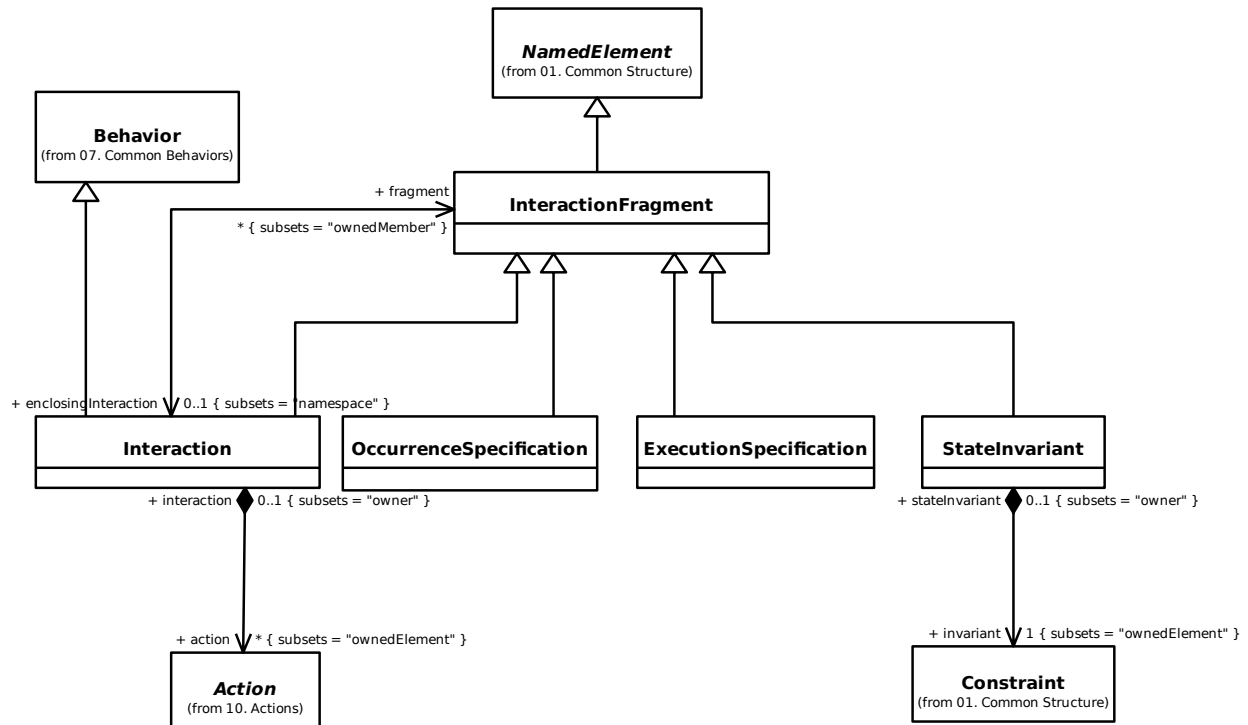 NamedElement
(from 01. Common Structure)
Behavior
(from 07. Common Behaviors)
+ fragment
InteractionFragment
* { subsets = "ownedMember" }
+ enclosingInteraction
0..1 { subsets = "namespace" }
Interaction
OccurrenceSpecification
ExecutionSpecification
StateInvariant
+ interaction
0..1 { subsets = "owner" }
+ stateInvariant
0..1 { subsets = "owner" }
+ action
* { subsets = "ownedElement" }
+ invariant
1 { subsets = "ownedElement" }
Action
(from 10. Actions)
Constraint
(from 01. Common Structure)